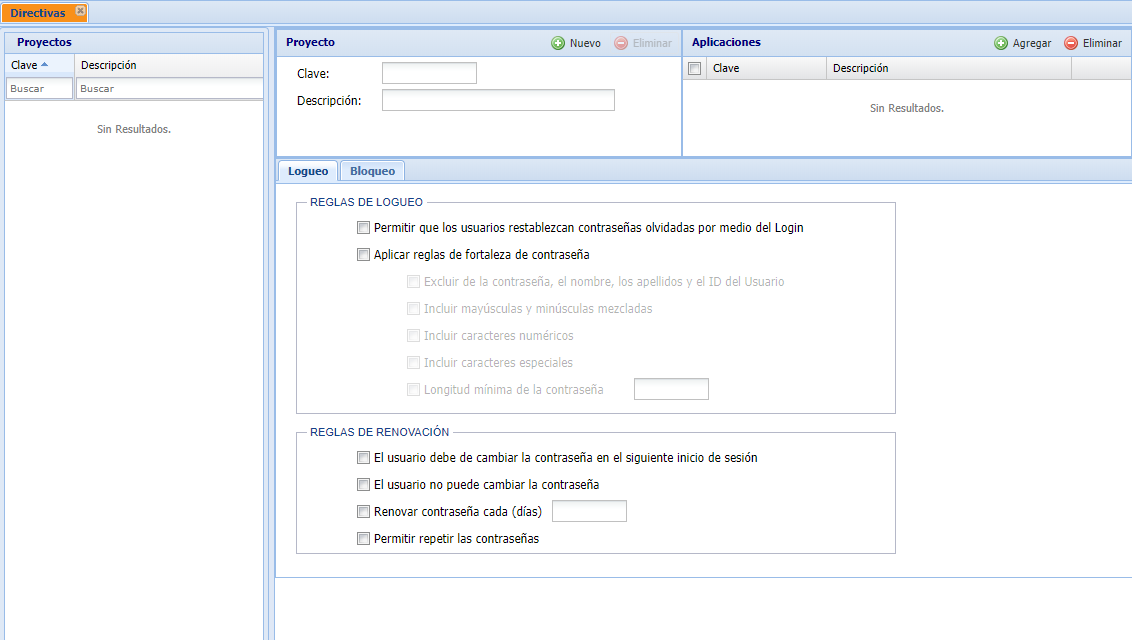 Directivas
Proyectos
Clave Descripción
Buscar Buscar
Sin Resultados.
Proyecto Nuevo Eliminar
Clave:
Descripción:
Aplicaciones Agregar Eliminar
Clave Descripción
Sin Resultados.
Logueo Bloqueo
REGLAS DE LOGUEO
Permitir que los usuarios restablezcan contraseñas olvidadas por medio del Login
Aplicar reglas de fortaleza de contraseña
Excluir de la contraseña, el nombre, los apellidos y el ID del Usuario
Incluir mayúsculas y minúsculas mezcladas
Incluir caracteres numéricos
Incluir caracteres especiales
Longitud mínima de la contraseña
REGLAS DE RENOVACIÓN
El usuario debe de cambiar la contraseña en el siguiente inicio de sesión
El usuario no puede cambiar la contraseña
Renovar contraseña cada (días)
Permitir repetir las contraseñas